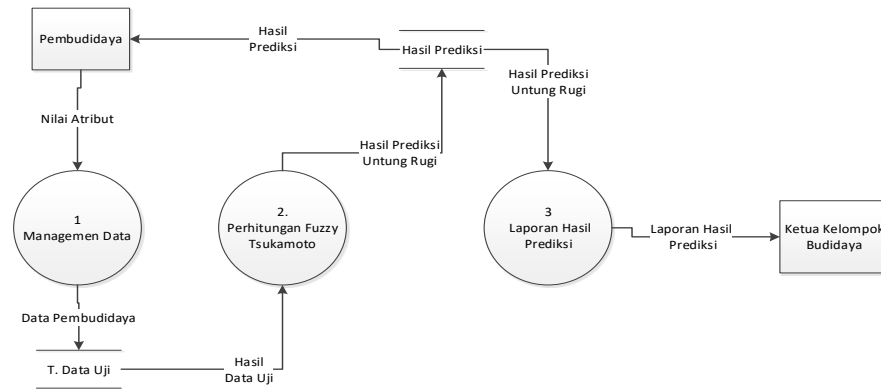 Pembudidaya
Hasil
Prediksi
Hasil Prediksi
Hasil Prediksi
Untung Rugi
Nilai Atribut
Hasil Prediksi
Untung Rugi
1
Managemen Data
2.
Perhitungan Fuzzy
Tsukamoto
3
Laporan Hasil
Prediksi
Laporan Hasil
Prediksi
Ketua Kelompok
Budidaya
Data Pembudidaya
T. Data Uji
Hasil
Data Uji